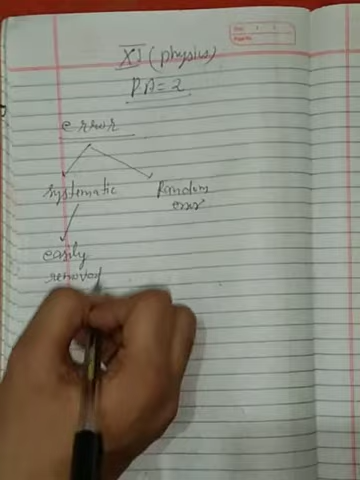 XI (physics)
PA=2
error
systematic
Random
error
easily
removed